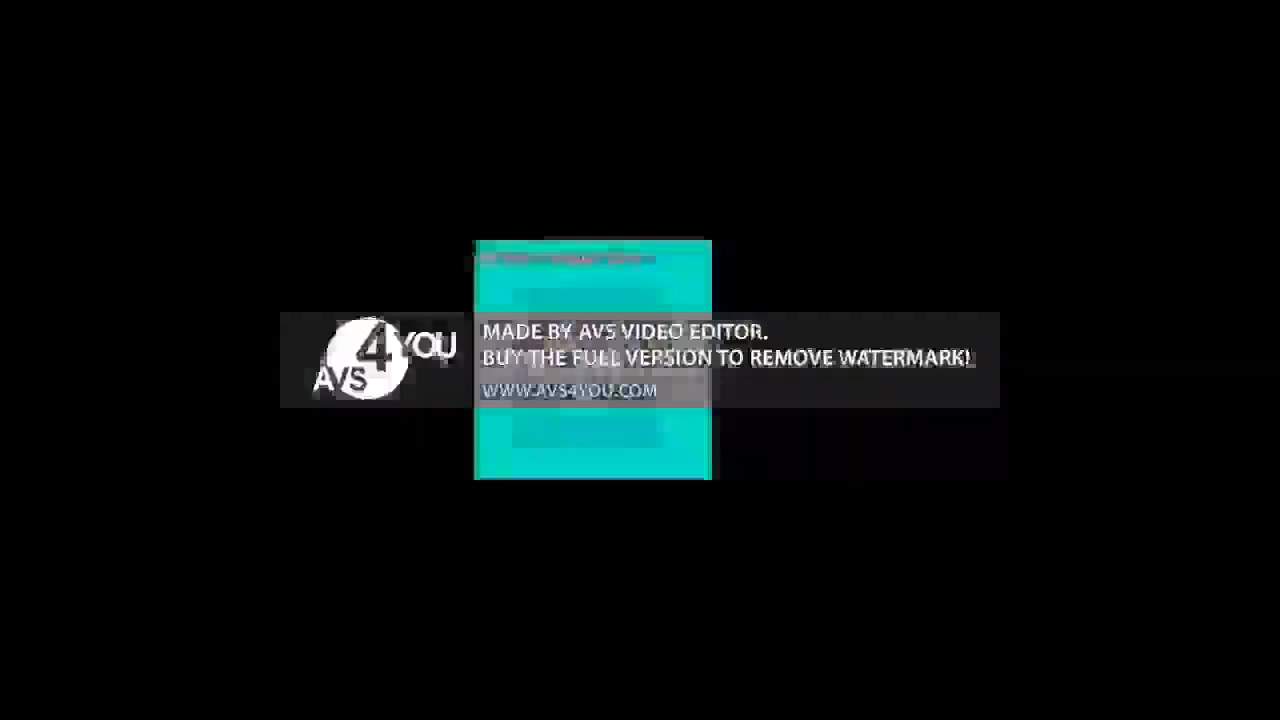 AVS4YOU
MADE BY AVS VIDEO EDITOR.
BUY THE FULL VERSION TO REMOVE WATERMARK!
WWW.AVS4YOU.COM